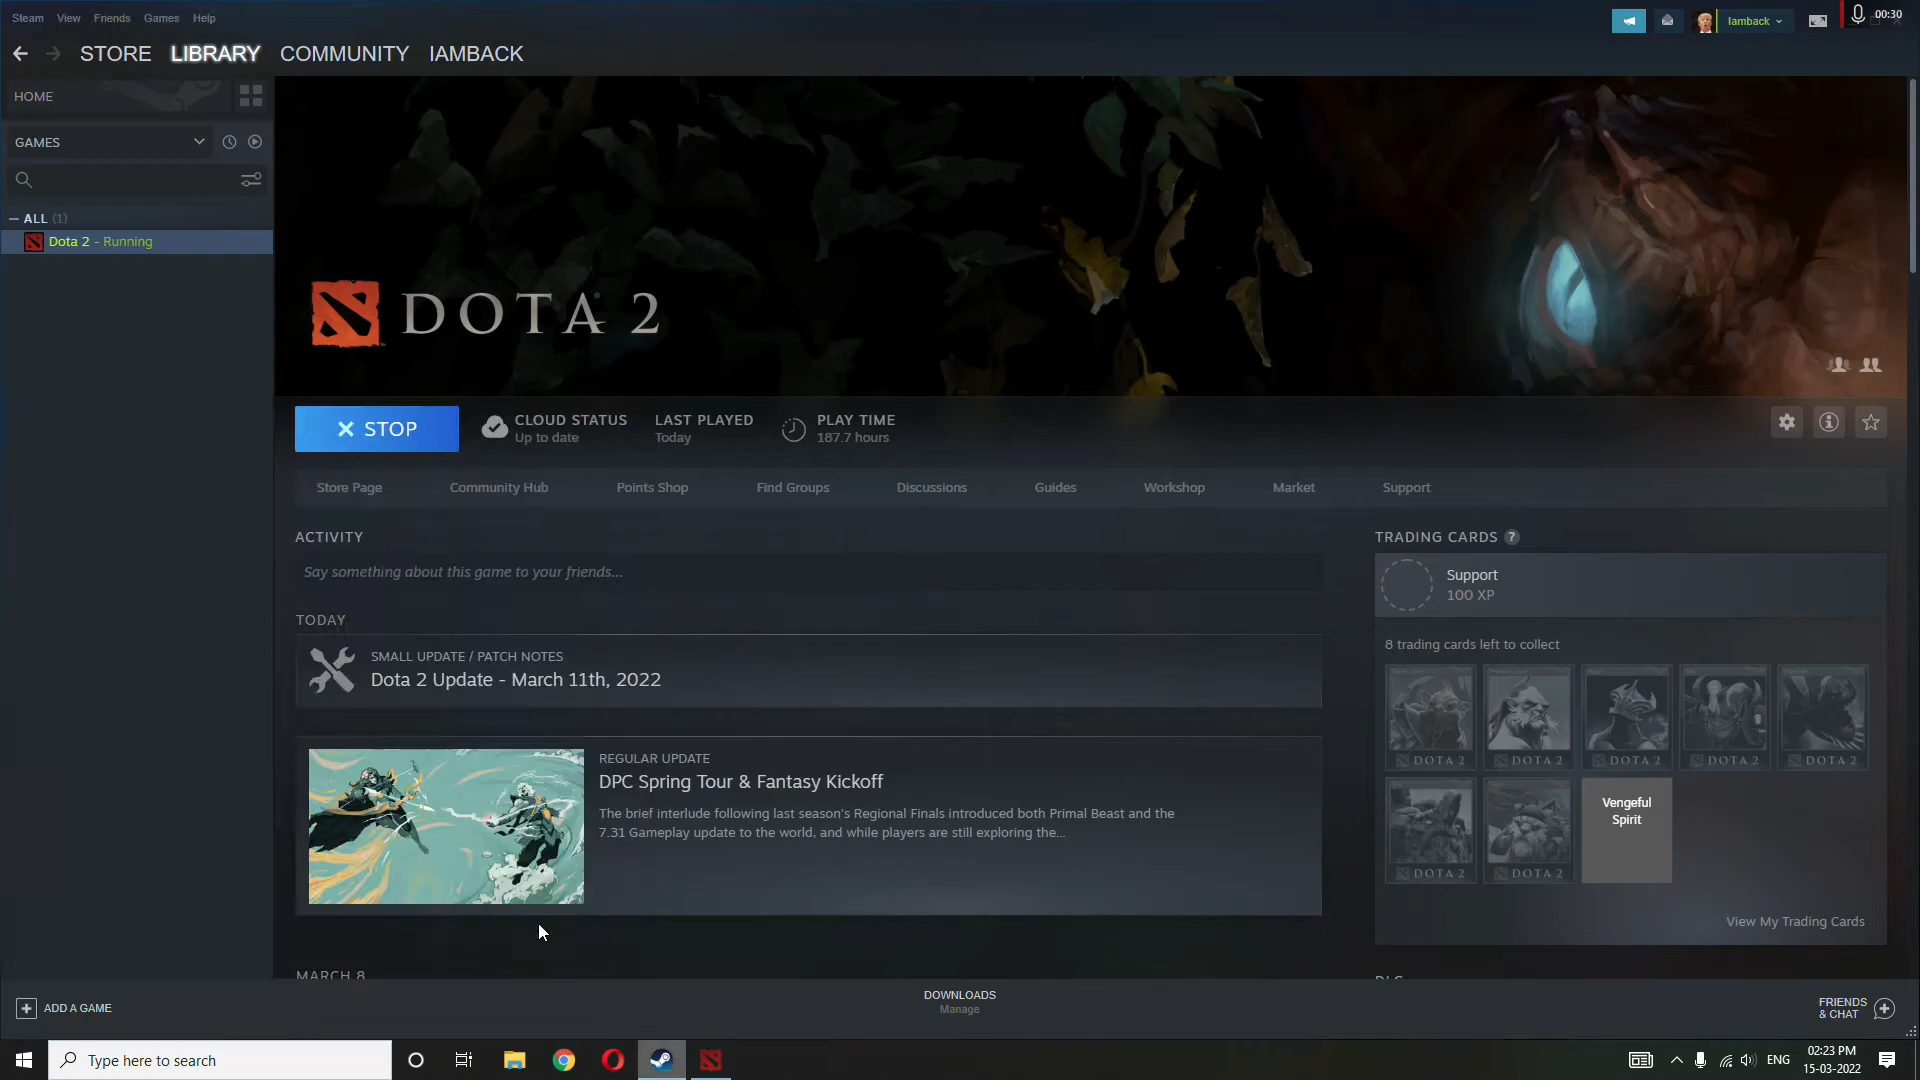 Steam View Friends Games Help
Iamback
00:30
STORE LIBRARY COMMUNITY IAMBACK
HOME
GAMES
ALL (1)
Dota 2 - Running
DOTA 2
STOP
CLOUD STATUS
Up to date
LAST PLAYED
Today
PLAY TIME
187.7 hours
Store Page Community Hub Points Shop Find Groups Discussions Guides Workshop Market Support
ACTIVITY
Say something about this game to your friends...
TODAY
SMALL UPDATE / PATCH NOTES
Dota 2 Update - March 11th, 2022
REGULAR UPDATE
DPC Spring Tour & Fantasy Kickoff
The brief interlude following last season's Regional Finals introduced both Primal Beast and the
7.31 Gameplay update to the world, and while players are still exploring the...
MARCH 8
TRADING CARDS ?
Support
100 XP
8 trading cards left to collect
DOTA 2 DOTA 2 DOTA 2 DOTA 2 DOTA 2
Vengeful
Spirit
DOTA 2 DOTA 2
View My Trading Cards
DLC
ADD A GAME
DOWNLOADS
Manage
FRIENDS
& CHAT
Type here to search
ENG
02:23 PM
15-03-2022